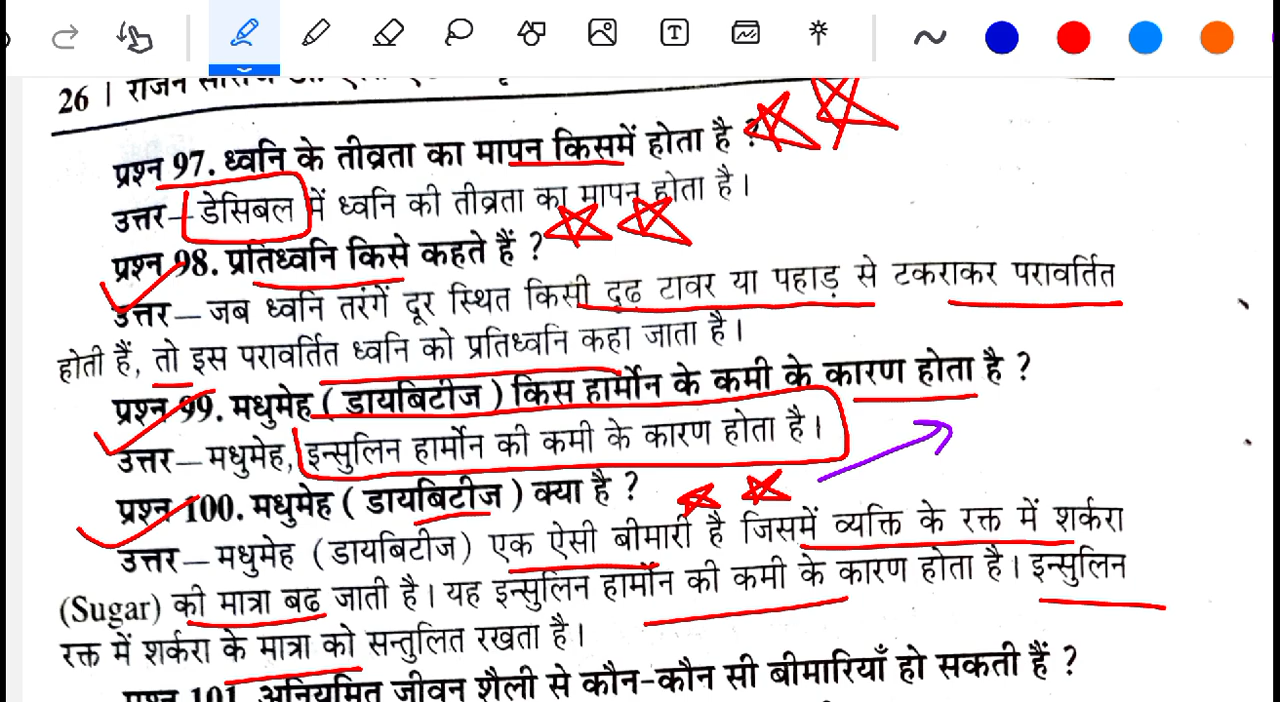 26 | राजन
प्रश्न 97. ध्वनि के तीव्रता का मापन किसमें होता है ?
उत्तर– डेसिबल में ध्वनि की तीव्रता का मापन होता है।
प्रश्न 98. प्रतिध्वनि किसे कहते हैं ?
उत्तर—जब ध्वनि तरंगें दूर स्थित किसी दृढ़ टावर या पहाड़ से टकराकर परावर्तित
होती हैं, तो इस परावर्तित ध्वनि को प्रतिध्वनि कहा जाता है।
प्रश्न 99. मधुमेह ( डायबिटीज ) किस हार्मोन के कमी के कारण होता है ?
उत्तर—मधुमेह, इन्सुलिन हार्मोन की कमी के कारण होता है।
प्रश्न 100. मधुमेह ( डायबिटीज ) क्या है ?
उत्तर—मधुमेह (डायबिटीज) एक ऐसी बीमारी है जिसमें व्यक्ति के रक्त में शर्करा
(Sugar) की मात्रा बढ़ जाती है। यह इन्सुलिन हार्मोन की कमी के कारण होता है। इन्सुलिन
रक्त में शर्करा के मात्रा को सन्तुलित रखता है।
प्रश्न 101. अनियमित जीवन शैली से कौन-कौन सी बीमारियाँ हो सकती हैं ?